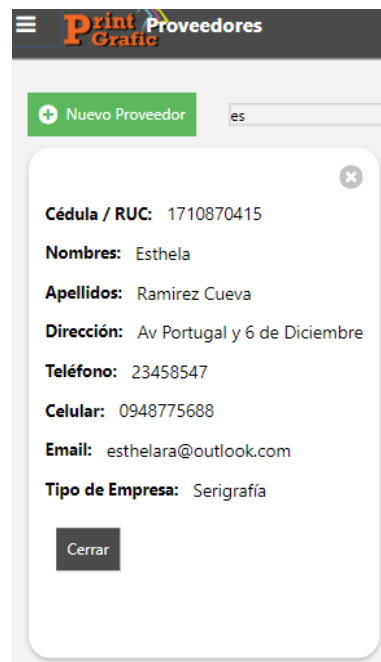 Print Grafic Proveedores
Nuevo Proveedor es
Cédula / RUC: 1710870415
Nombres: Esthela
Apellidos: Ramirez Cueva
Dirección: Av Portugal y 6 de Diciembre
Teléfono: 23458547
Celular: 0948775688
Email: esthelara@outlook.com
Tipo de Empresa: Serigrafía
Cerrar